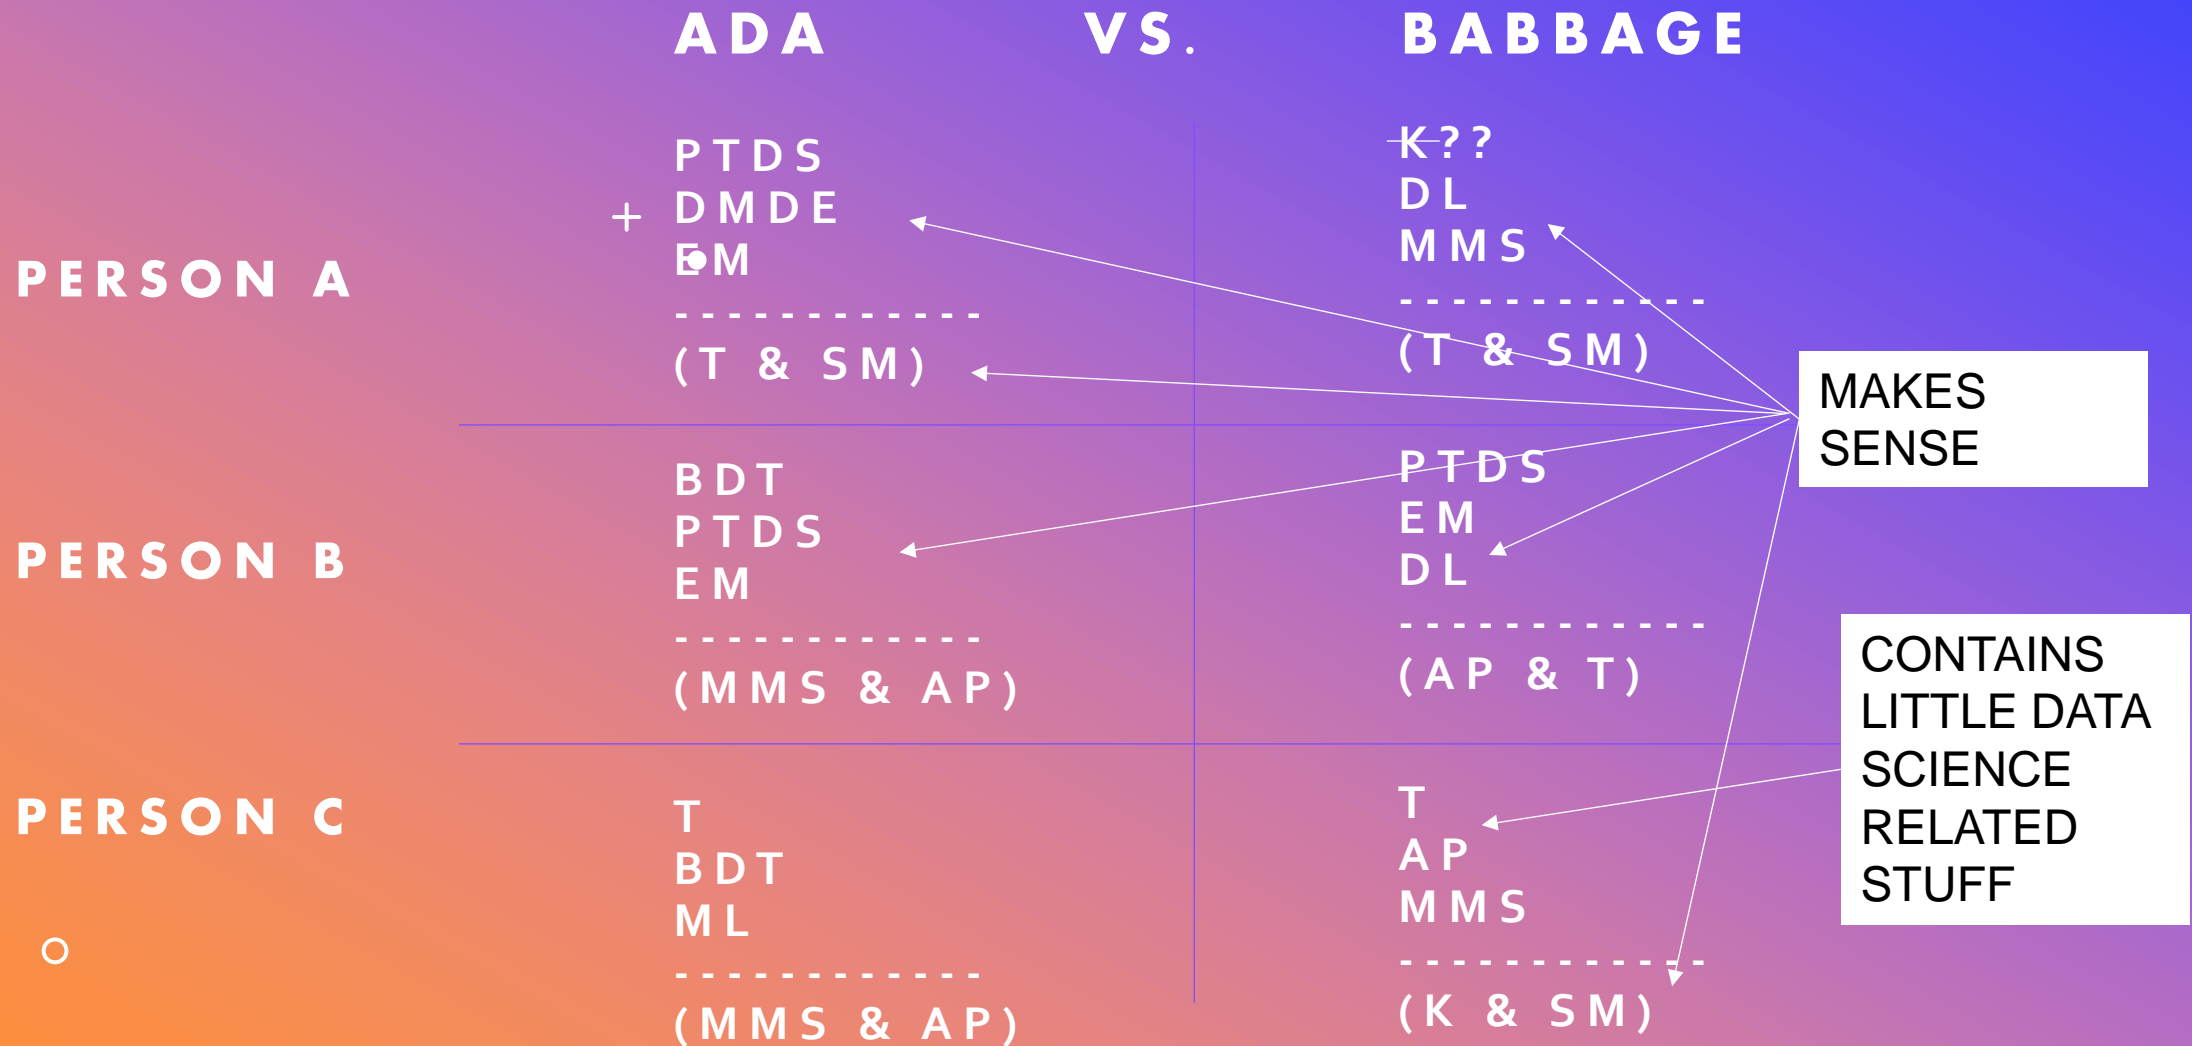 ADA VS. BABBAGE
PERSON A
PTDS
DMDE
EM
------------
(T & SM)
K??
DL
MMS
------------
(T & SM)
PERSON B
BDT
PTDS
EM
------------
(MMS & AP)
PTDS
EM
DL
------------
(AP & T)
PERSON C
T
BDT
ML
------------
(MMS & AP)
T
AP
MMS
------------
(K & SM)
MAKES
SENSE
CONTAINS
LITTLE DATA
SCIENCE
RELATED
STUFF